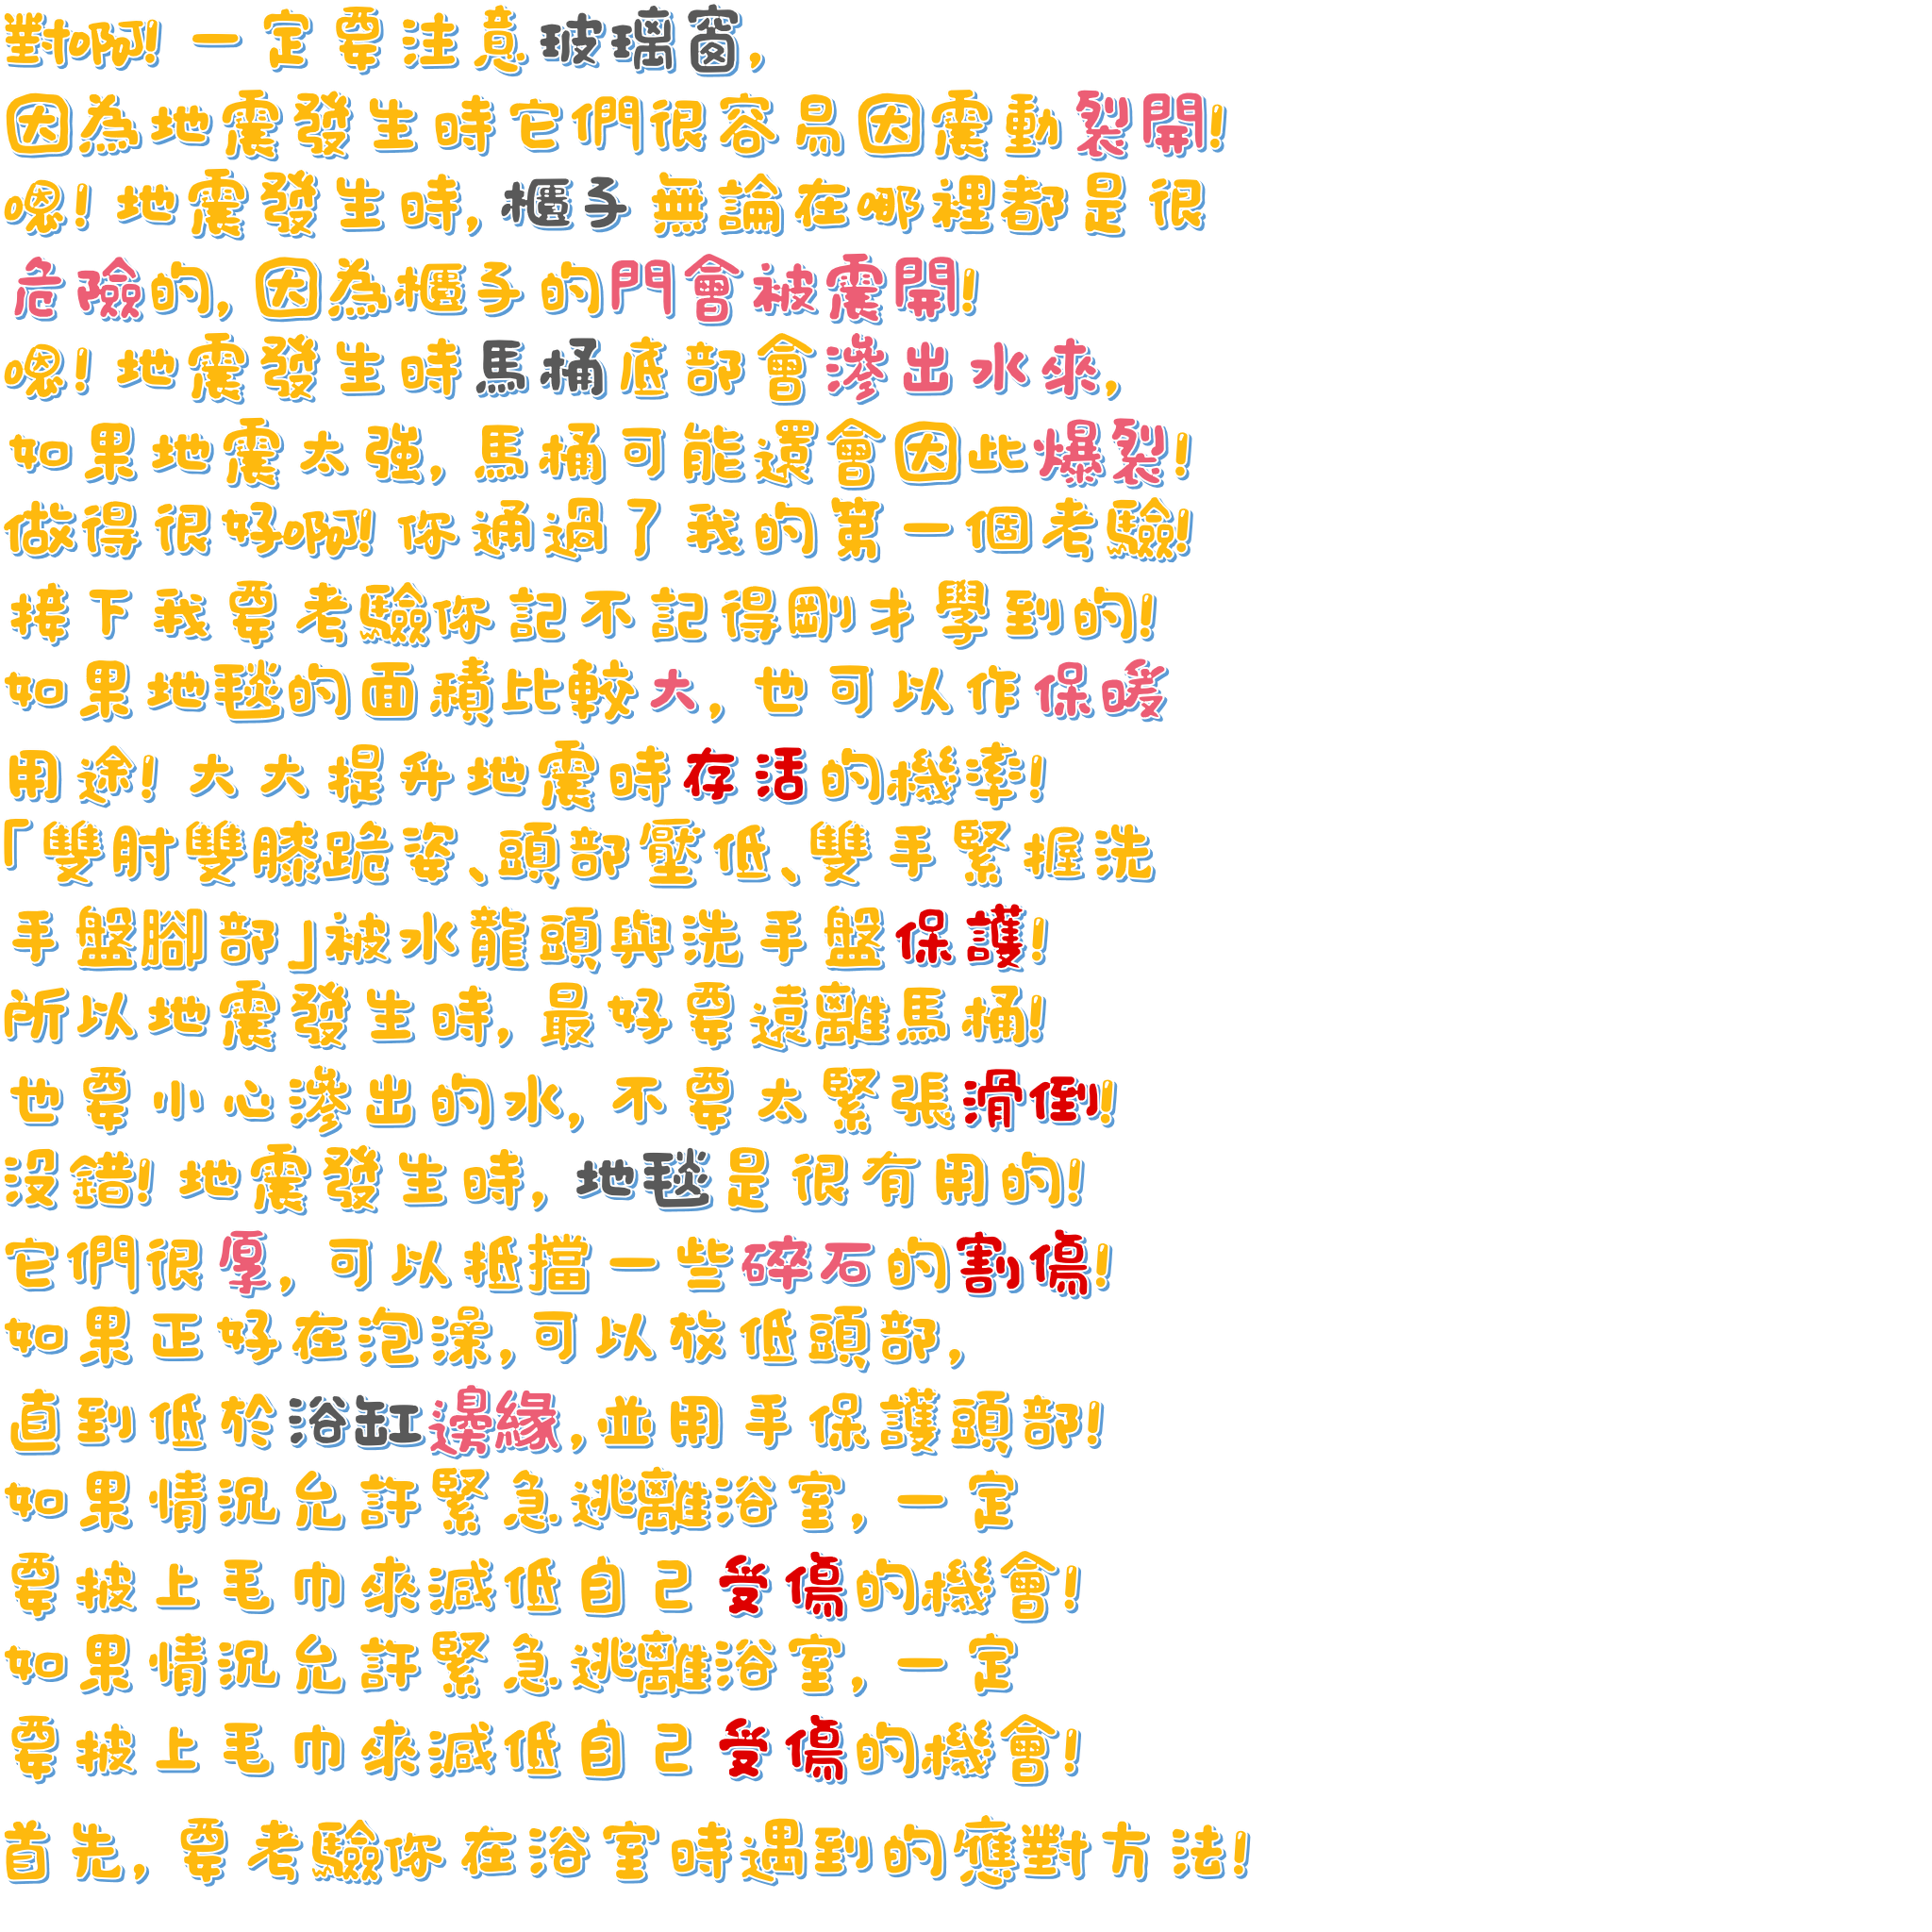 對啊! 一定要注意玻璃窗,
因為地震發生時它們很容易因震動裂開!
嗯! 地震發生時, 櫃子無論在哪裡都是很
危險的, 因為櫃子的門會被震開!
嗯! 地震發生時馬桶底部會滲出水來,
如果地震太強, 馬桶可能還會因此爆裂!
做得很好啊! 你通過了我的第一個考驗!
接下我要考驗你記不記得剛才學到的!
如果地毯的面積比較大, 也可以作保暖
用途! 大大提升地震時存活的機率!
「雙肘雙膝跪姿、頭部壓低、雙手緊握洗
手盤腳部」被水龍頭與洗手盤保護!
所以地震發生時, 最好要遠離馬桶!
也要小心滲出的水, 不要太緊張滑倒!
沒錯! 地震發生時, 地毯是很有用的!
它們很厚, 可以抵擋一些碎石的割傷!
如果正好在泡澡, 可以放低頭部,
直到低於浴缸邊緣, 並用手保護頭部!
如果情況允許緊急逃離浴室, 一定
要披上毛巾來減低自己受傷的機會!
如果情況允許緊急逃離浴室, 一定
要披上毛巾來減低自己受傷的機會!
首先, 要考驗你在浴室時遇到的應對方法!